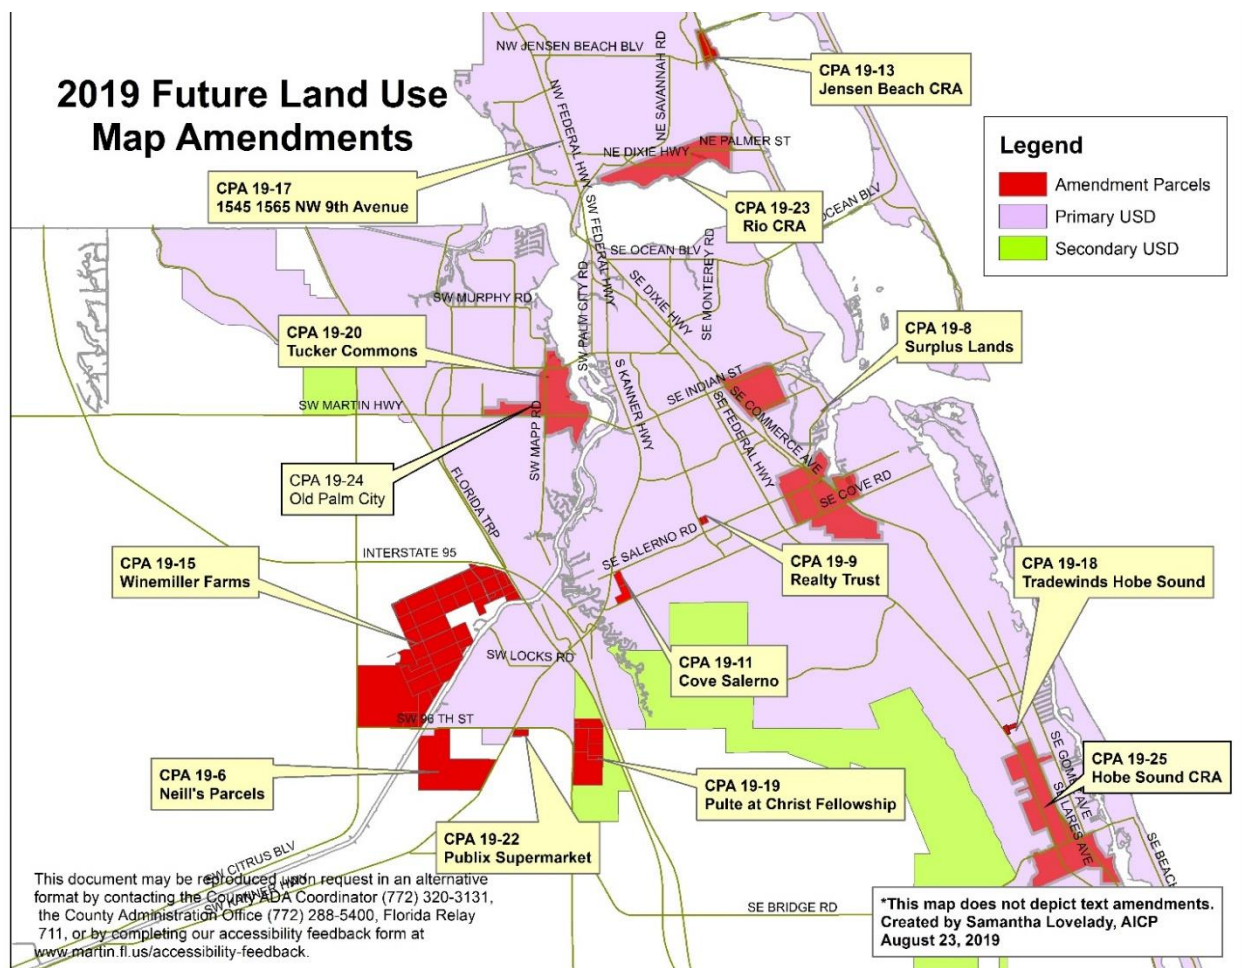 2019 Future Land Use
Map Amendments
NW JENSEN BEACH BLV
NE SAVANNAH RD
NW FEDERAL HWY
CPA 19-13
Jensen Beach CRA
Legend
Amendment Parcels
Primary USD
Secondary USD
NE DIXIE HWY
NE PALMER ST
CPA 19-17
1545 1565 NW 9th Avenue
CPA 19-23
Rio CRA
OCEAN BLV
SW FEDERAL HWY
SE OCEAN BLV
SE MONTEREY RD
SE DIXIE HWY
SW PALM CITY RD
SW MURPHY RD
CPA 19-20
Tucker Commons
CPA 19-8
Surplus Lands
S KANNER HWY
SE INDIAN ST
SE COMMERCE AVE
SE FEDERAL HWY
SW MARTIN HWY
SW MAPP RD
CPA 19-24
Old Palm City
FLORIDA TRP
SE COVE RD
SE SALERNO RD
INTERSTATE 95
CPA 19-15
Winemiller Farms
CPA 19-9
Realty Trust
CPA 19-18
Tradewinds Hobe Sound
SW LOCKS RD
CPA 19-11
Cove Salerno
SW 96 TH ST
CPA 19-6
Neill's Parcels
CPA 19-19
Pulte at Christ Fellowship
CPA 19-25
Hobe Sound CRA
SE LARES AVE
CPA 19-22
Publix Supermarket
SW CITRUS BLV
SW KANNER HWY
SE BRIDGE RD
This document may be reproduced upon request in an alternative
format by contacting the County ADA Coordinator (772) 320-3131,
the County Administration Office (772) 288-5400, Florida Relay
711, or by completing our accessibility feedback form at
www.martin.fl.us/accessibility-feedback.
*This map does not depict text amendments.
Created by Samantha Lovelady, AICP
August 23, 2019